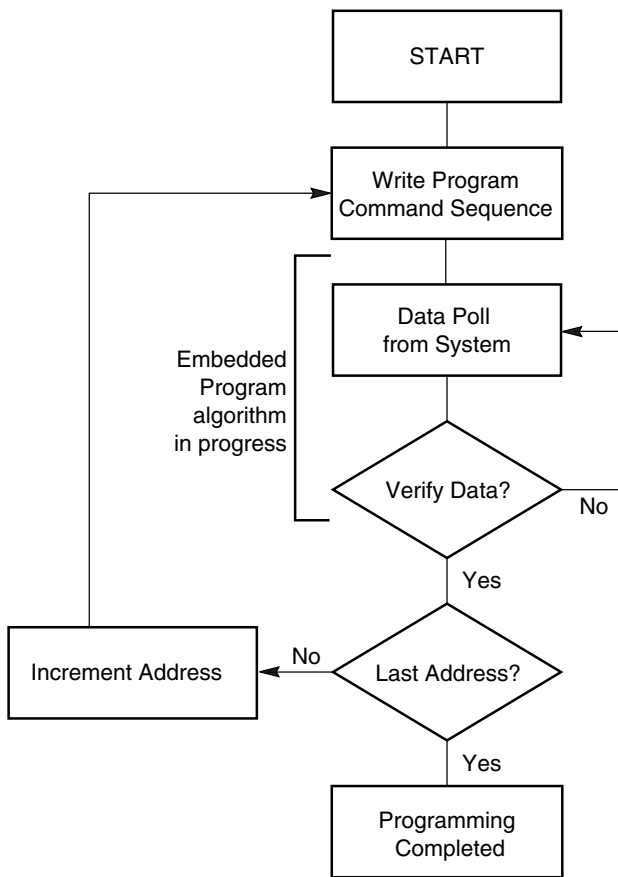 START
Write Program
Command Sequence
Data Poll
from System
Embedded
Program
algorithm
in progress
Verify Data?
No
Yes
Increment Address
No
Last Address?
Yes
Programming
Completed